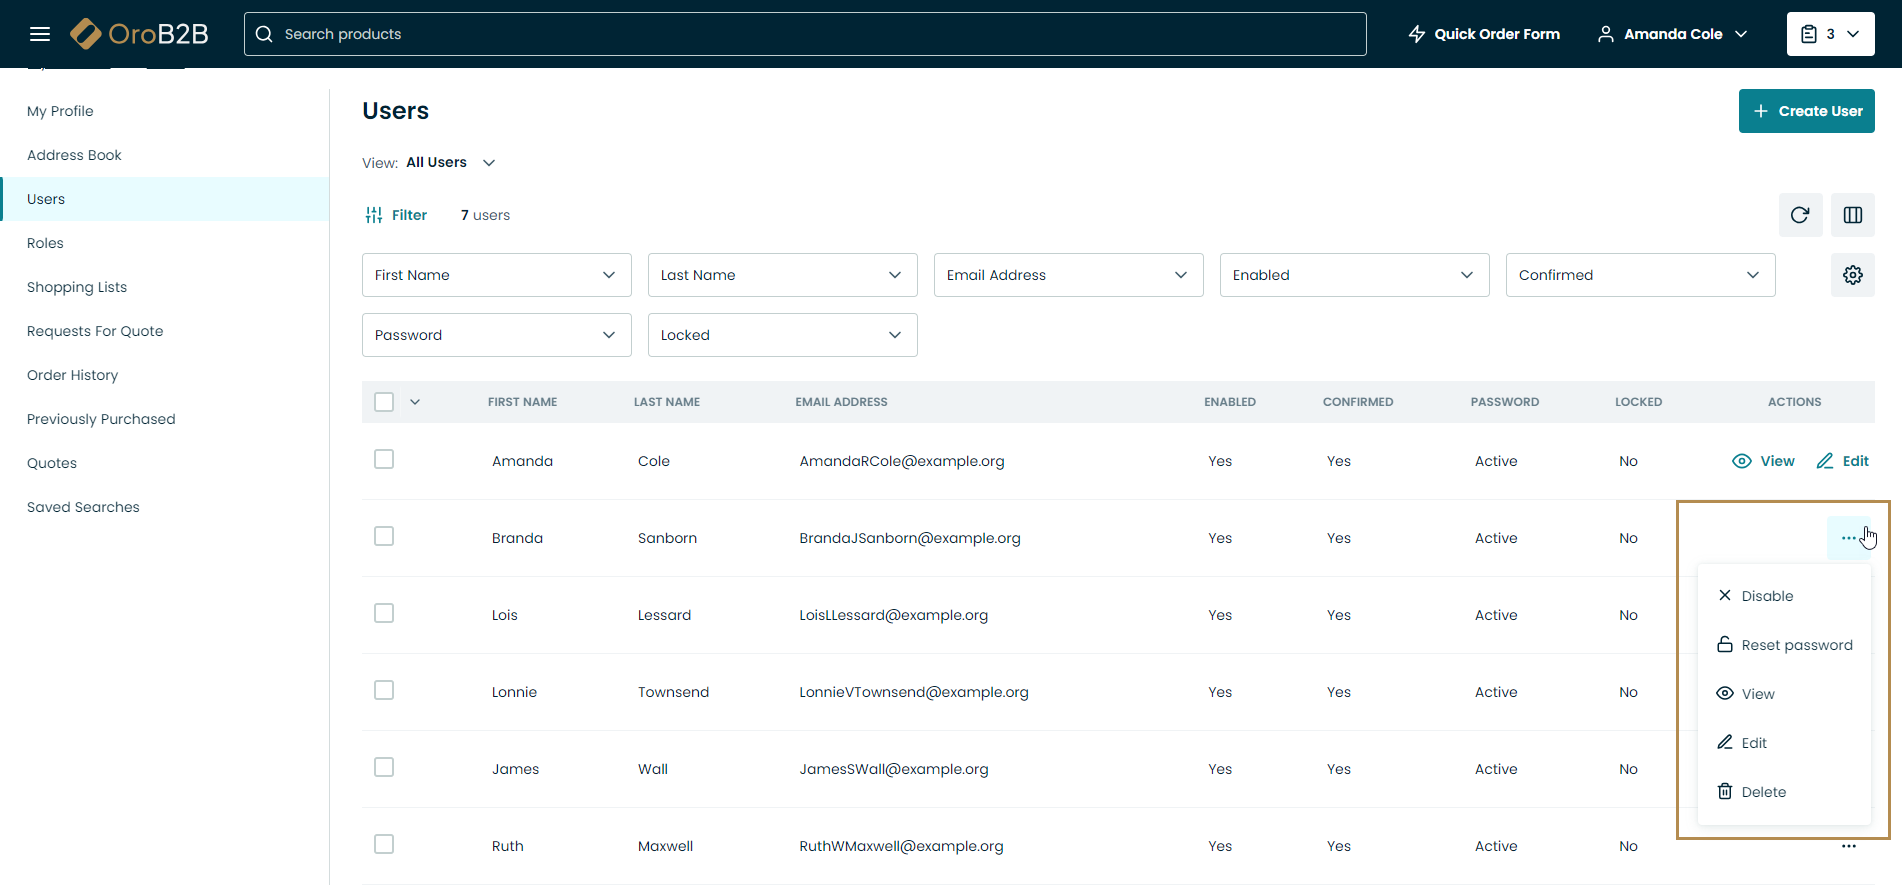 OroB2B
Search products
Quick Order Form
Amanda Cole
3
My Profile
Address Book
Users
Roles
Shopping Lists
Requests For Quote
Order History
Previously Purchased
Quotes
Saved Searches
Users
+ Create User
View: All Users
Filter 7 users
First Name Last Name Email Address Enabled Confirmed
Password Locked
FIRST NAME LAST NAME EMAIL ADDRESS ENABLED CONFIRMED PASSWORD LOCKED ACTIONS
Amanda Cole AmandaRCole@example.org Yes Yes Active No View Edit
Branda Sanborn BrandaJSanborn@example.org Yes Yes Active No ...
Lois Lessard LoisLLessard@example.org Yes Yes Active No
Lonnie Townsend LonnieVTownsend@example.org Yes Yes Active No
James Wall JamesSWall@example.org Yes Yes Active No
Ruth Maxwell RuthWMaxwell@example.org Yes Yes Active No ...
Disable
Reset password
View
Edit
Delete